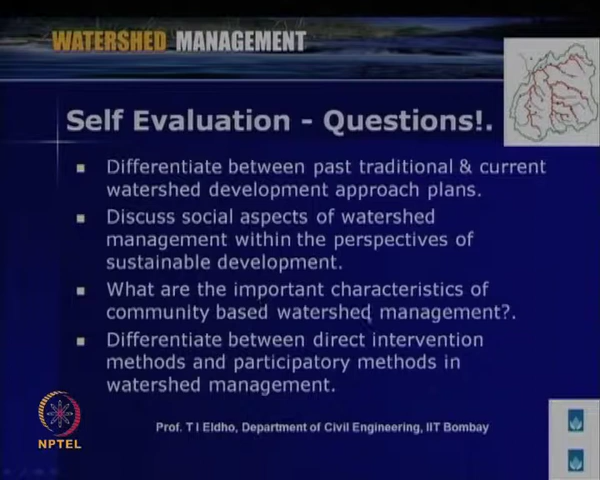 WATERSHED MANAGEMENT
Self Evaluation - Questions!.
Differentiate between past traditional & current
watershed development approach plans.
Discuss social aspects of watershed
management within the perspectives of
sustainable development.
What are the important characteristics of
community based watershed management?.
Differentiate between direct intervention
methods and participatory methods in
watershed management.
NPTEL
Prof. T I Eldho, Department of Civil Engineering, IIT Bombay